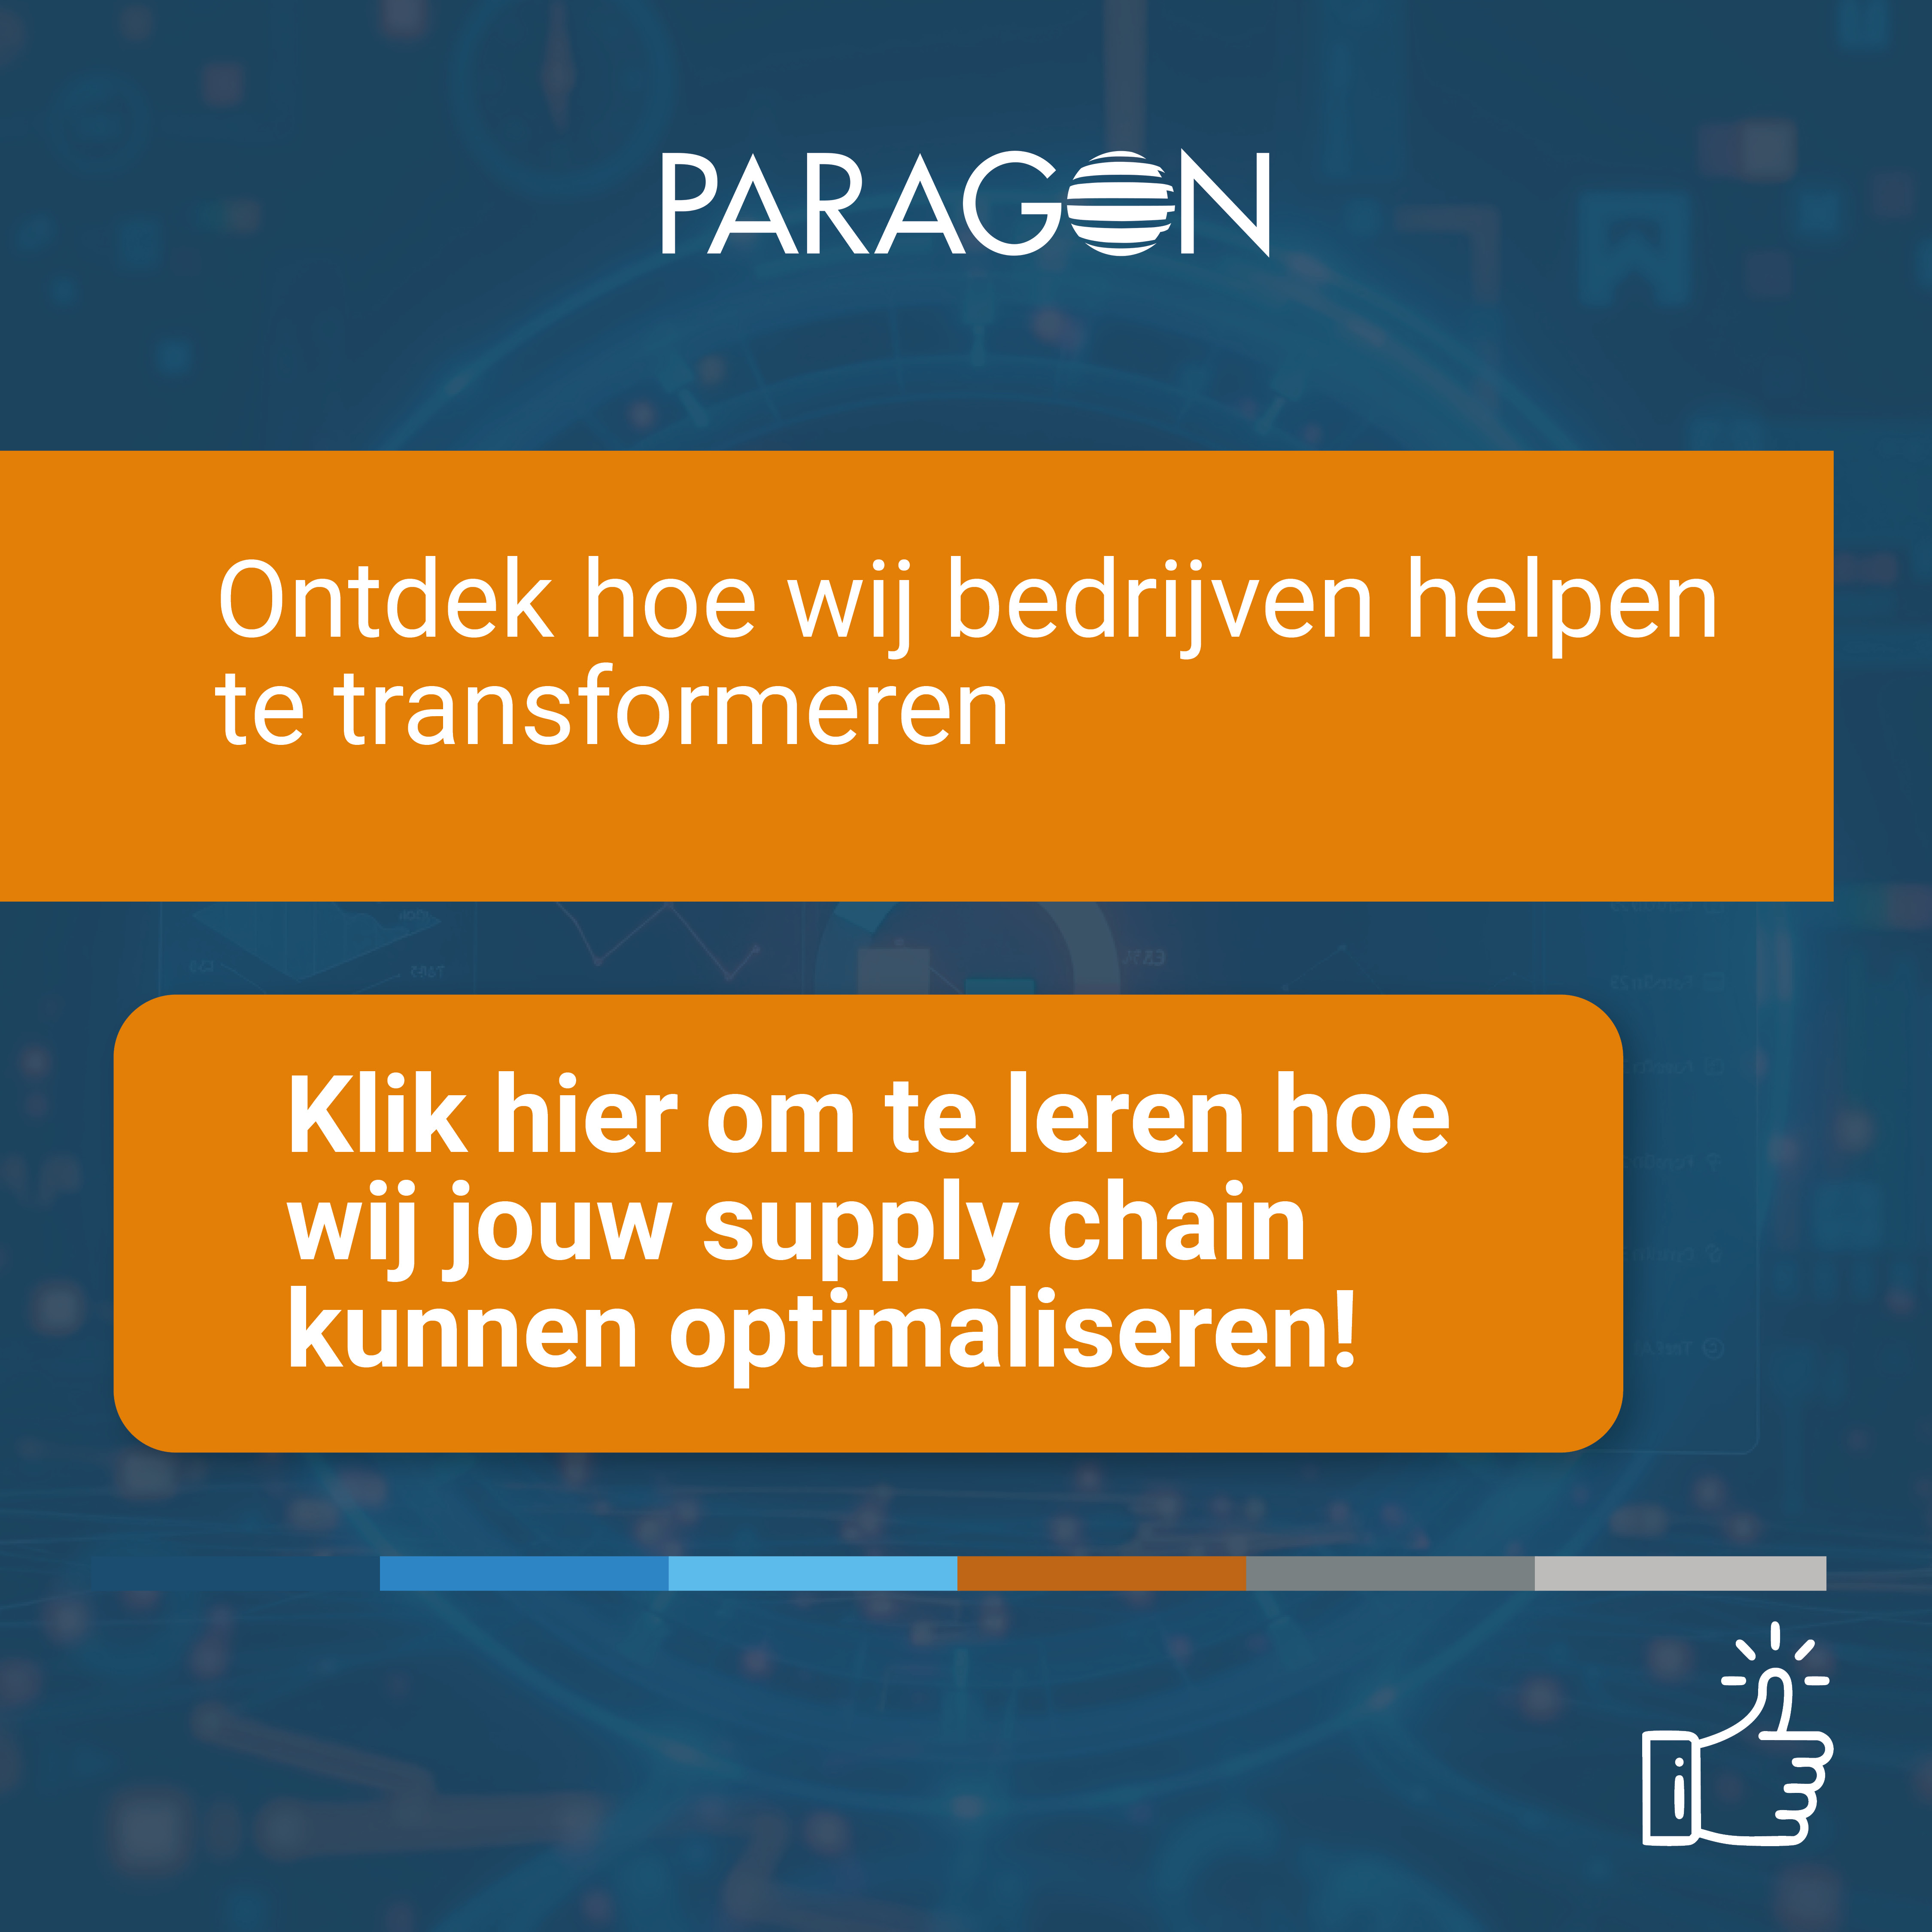 PARAGON
Ontdek hoe wij bedrijven helpen
te transformeren
Klik hier om te leren hoe
wij jouw supply chain
kunnen optimaliseren!